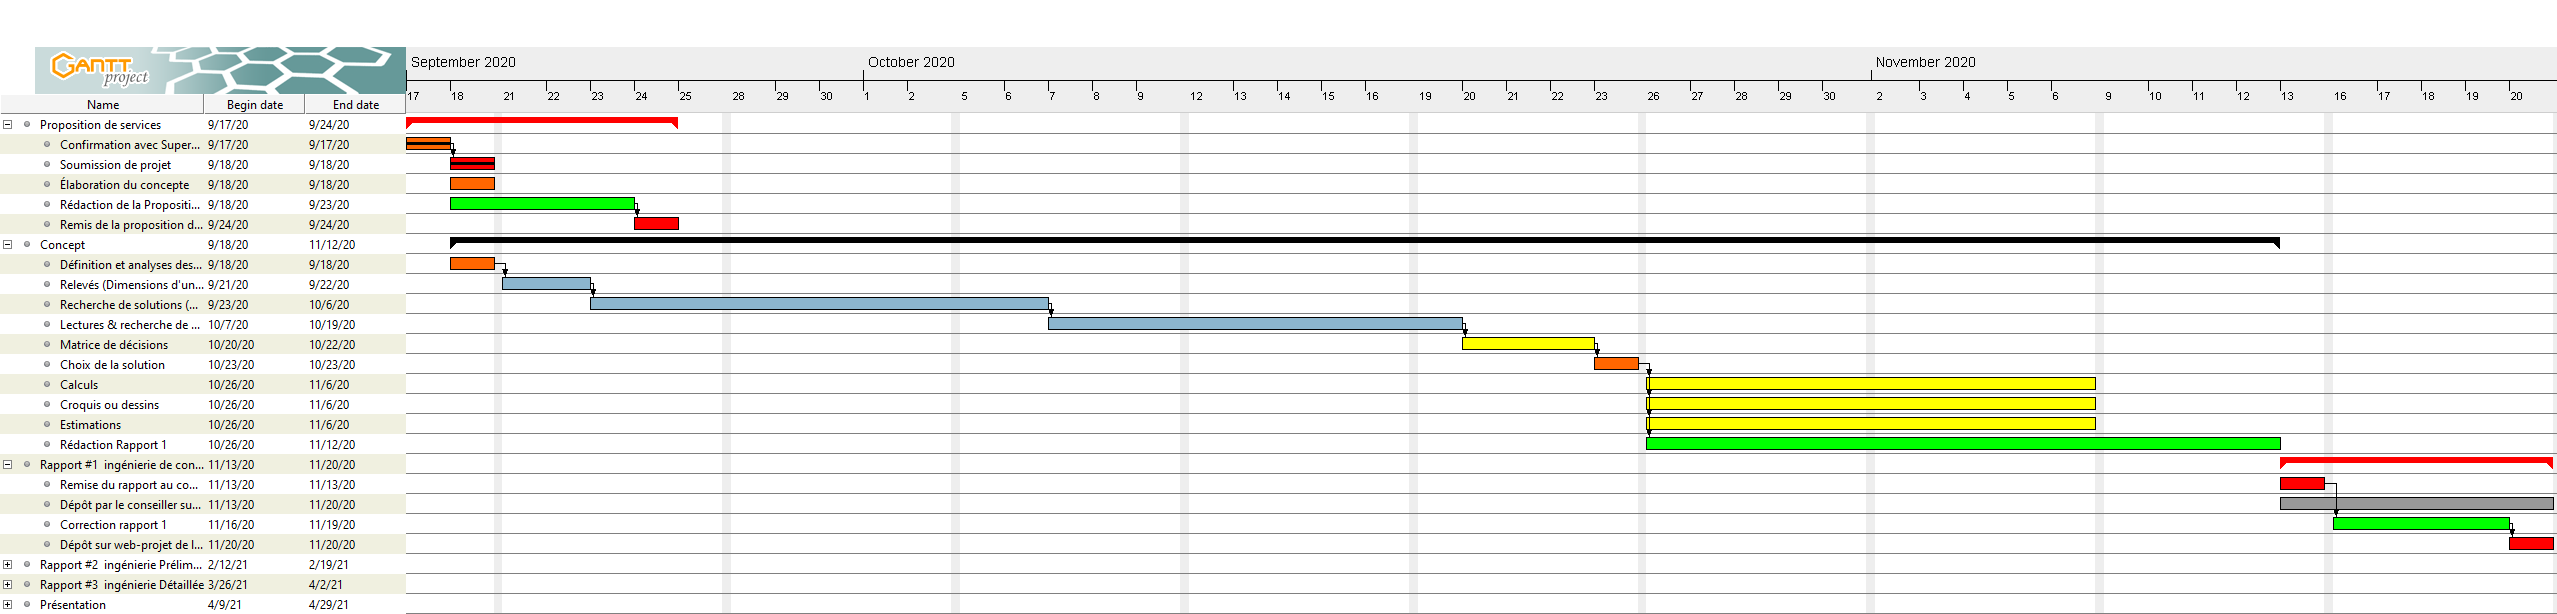 GANTT project
September 2020 October 2020 November 2020
17 18 21 22 23 24 25 28 29 30 1 2 5 6 7 8 9 12 13 14 15 16 19 20 21 22 23 26 27 28 29 30 2 3 4 5 6 9 10 11 12 13 16 17 18 19 20
Name Begin date End date
Proposition de services 9/17/20 9/24/20
Confirmation avec Super... 9/17/20 9/17/20
Soumission de projet 9/18/20 9/18/20
Élaboration du concepte 9/18/20 9/18/20
Rédaction de la Propositi... 9/18/20 9/23/20
Remis de la proposition d... 9/24/20 9/24/20
Concept 9/18/20 11/12/20
Définition et analyses des... 9/18/20 9/18/20
Relevés (Dimensions d'un... 9/21/20 9/22/20
Recherche de solutions (... 9/23/20 10/6/20
Lectures & recherche de ... 10/7/20 10/19/20
Matrice de décisions 10/20/20 10/22/20
Choix de la solution 10/23/20 10/23/20
Calculs 10/26/20 11/6/20
Croquis ou dessins 10/26/20 11/6/20
Estimations 10/26/20 11/6/20
Rédaction Rapport 1 10/26/20 11/12/20
Rapport #1 ingénierie de con... 11/13/20 11/20/20
Remise du rapport au co... 11/13/20 11/13/20
Dépôt par le conseiller su... 11/13/20 11/20/20
Correction rapport 1 11/16/20 11/19/20
Dépôt sur web-projet de l... 11/20/20 11/20/20
Rapport #2 ingénierie Prélim... 2/12/21 2/19/21
Rapport #3 ingénierie Détaillée 3/26/21 4/2/21
Présentation 4/9/21 4/29/21